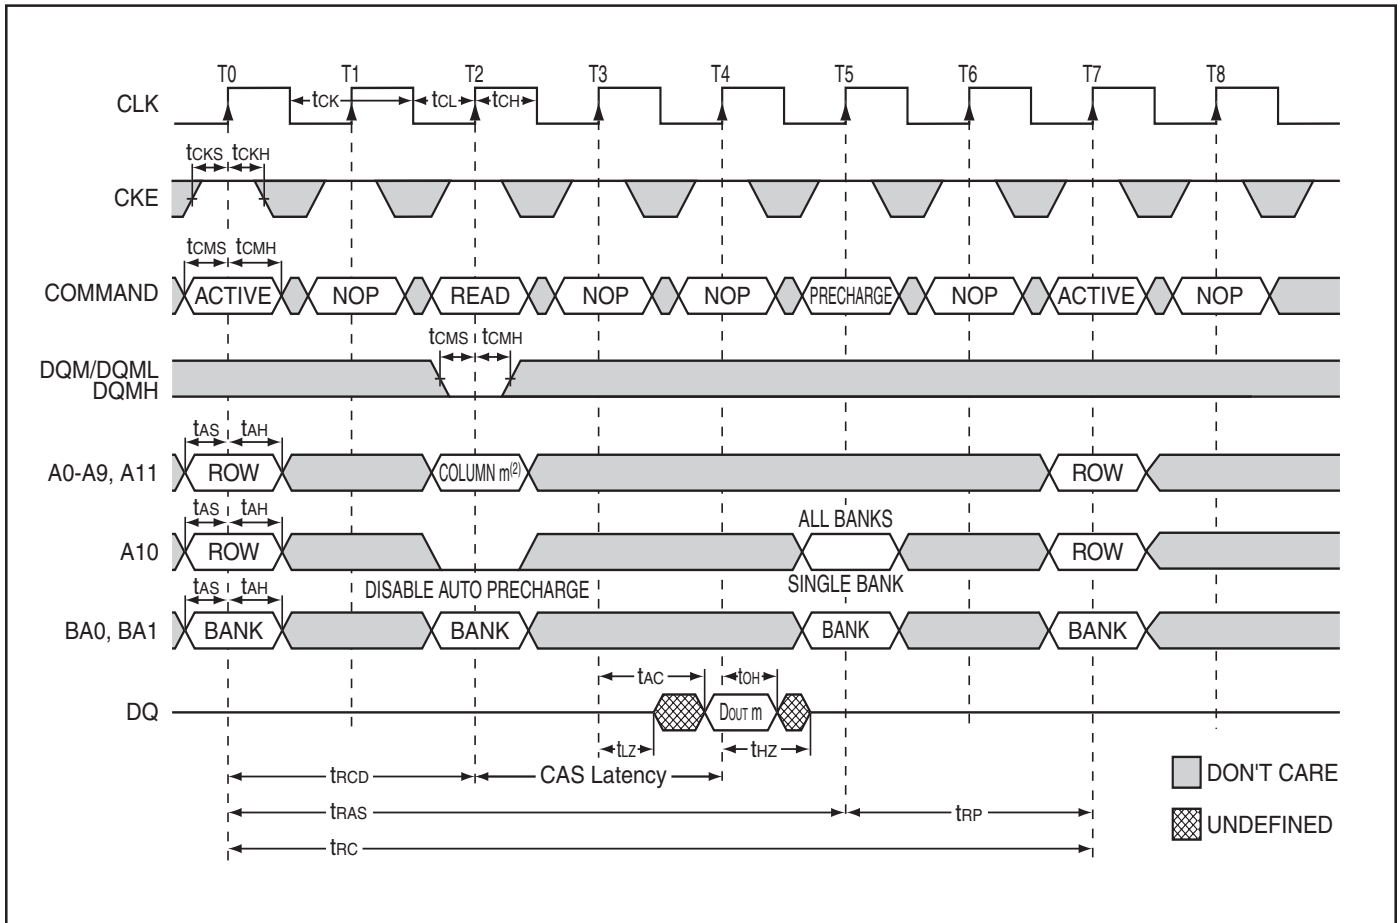 T0 T1 T2 T3 T4 T5 T6 T7 T8
CLK tCK tCL tCH
tCKS tCKH
CKE
tCMS tCMH
COMMAND ACTIVE NOP READ NOP NOP PRECHARGE NOP ACTIVE NOP
tCMS tCMH
DQM/DQML
DQMH
tAS tAH
A0-A9, A11 ROW COLUMN m(2) ROW
tAS tAH ALL BANKS
A10 ROW ROW
DISABLE AUTO PRECHARGE SINGLE BANK
tAS tAH
BA0, BA1 BANK BANK BANK BANK
tAC tOH
DQ DOUT m
tLZ tHZ
tRCD CAS Latency
DON'T CARE
tRAS tRP
UNDEFINED
tRC